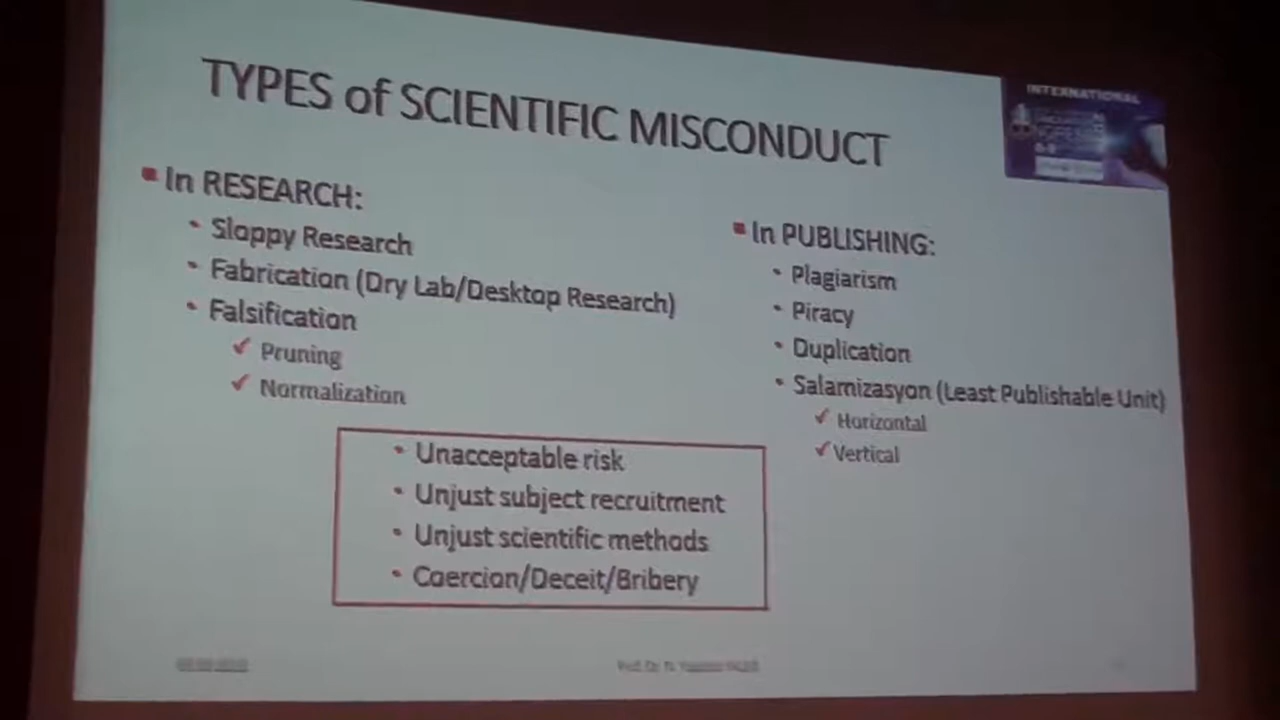 TYPES of SCIENTIFIC MISCONDUCT
INTERNATIONAL
In RESEARCH:
Sloppy Research
Fabrication (Dry Lab/Desktop Research)
Falsification
Pruning
Normalization
Unacceptable risk
Unjust subject recruitment
Unjust scientific methods
Coercion/Deceit/Bribery
In PUBLISHING:
Plagiarism
Piracy
Duplication
Salamizasyon (Least Publishable Unit)
Horizontal
Vertical
Prof. Dr. N.